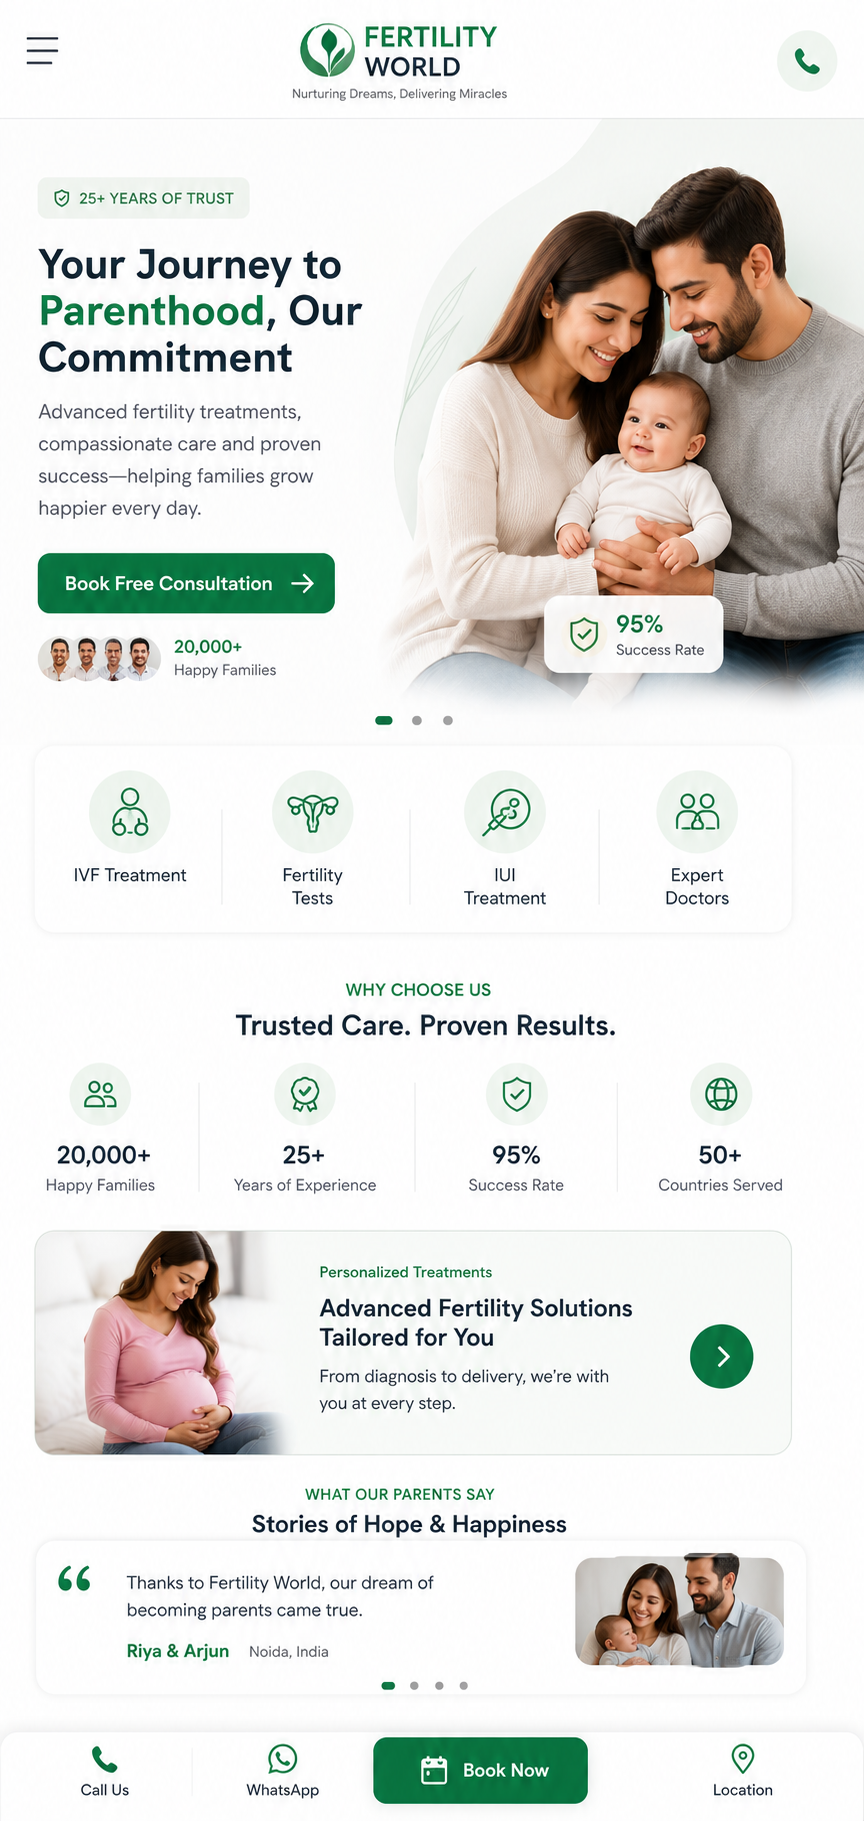 FERTILITY
WORLD
Nurturing Dreams, Delivering Miracles
25+ YEARS OF TRUST
Your Journey to
Parenthood, Our
Commitment
Advanced fertility treatments,
compassionate care and proven
success—helping families grow
happier every day.
Book Free Consultation
20,000+
Happy Families
95%
Success Rate
IVF Treatment
Fertility
Tests
IUI
Treatment
Expert
Doctors
WHY CHOOSE US
Trusted Care. Proven Results.
20,000+
Happy Families
25+
Years of Experience
95%
Success Rate
50+
Countries Served
Personalized Treatments
Advanced Fertility Solutions
Tailored for You
From diagnosis to delivery, we're with
you at every step.
WHAT OUR PARENTS SAY
Stories of Hope & Happiness
“
Thanks to Fertility World, our dream of
becoming parents came true.
Riya & Arjun Noida, India
Call Us
WhatsApp
Book Now
Location